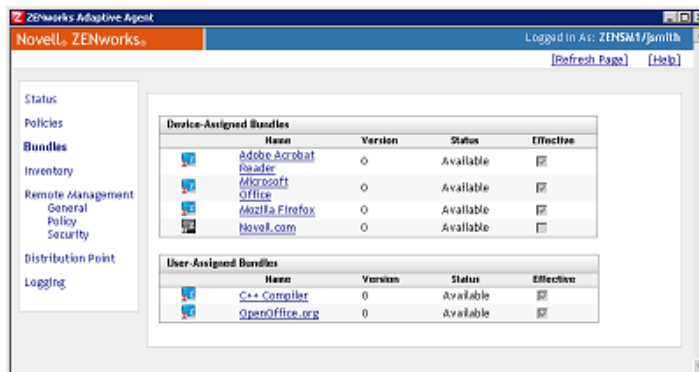 ZENworks Adaptive Agent
Novell® ZENworks®
Logged in As: ZENSM1/jsmith
[Refresh Page] [Help]
Status
Policies
Bundles
Inventory
Remote Management
General
Policy
Security
Distribution Point
Logging
Device-Assigned Bundles
Name Version Status Effective
Adobe Acrobat
Reader 0 Available
Microsoft
Office 0 Available
Mozilla Firefox 0 Available
Novell.com 0 Available
User-Assigned Bundles
Name Version Status Effective
C++ Compiler 0 Available
OpenOffice.org 0 Available